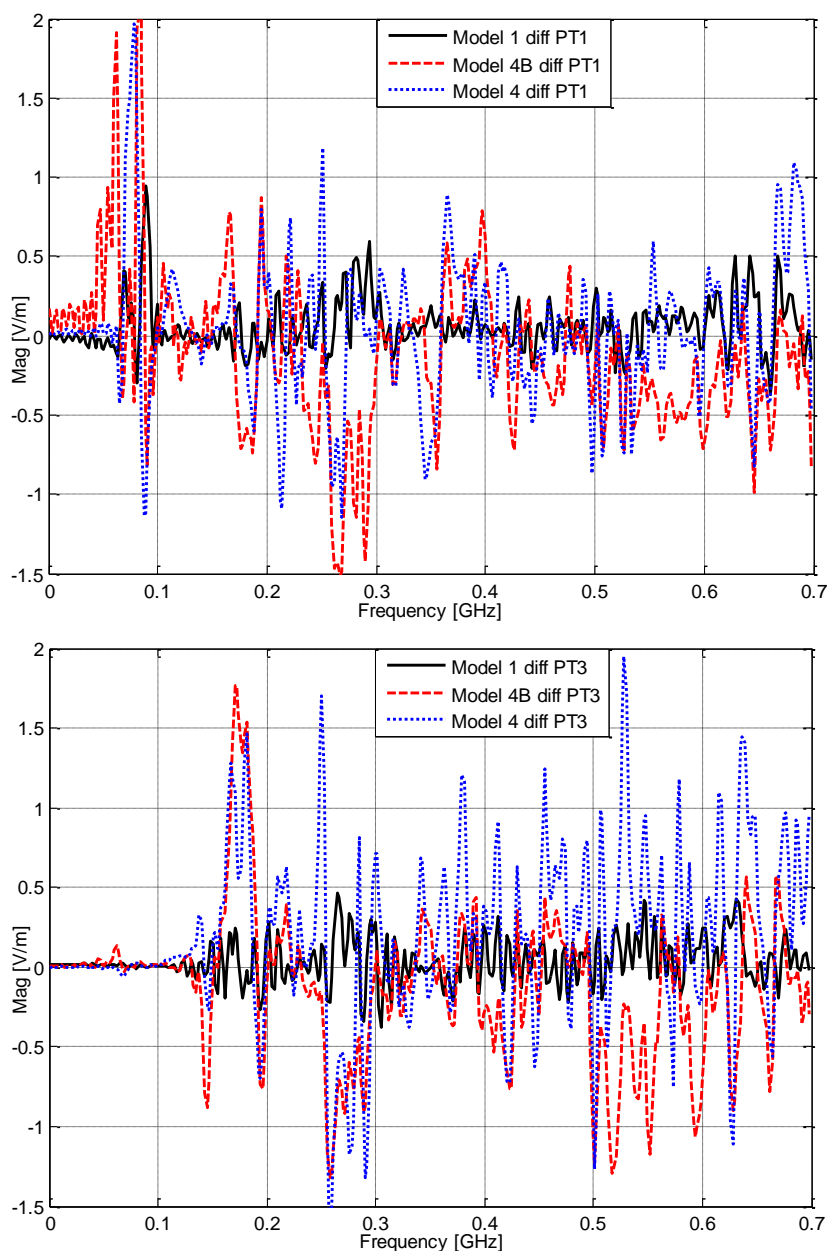 2
1.5
1
0.5
0
-0.5
-1
-1.5
Mag [V/m]
Model 1 diff PT1
Model 4B diff PT1
Model 4 diff PT1
0 0.1 0.2 0.3 0.4 0.5 0.6 0.7
Frequency [GHz]
2
1.5
1
0.5
0
-0.5
-1
-1.5
Mag [V/m]
Model 1 diff PT3
Model 4B diff PT3
Model 4 diff PT3
0 0.1 0.2 0.3 0.4 0.5 0.6 0.7
Frequency [GHz]